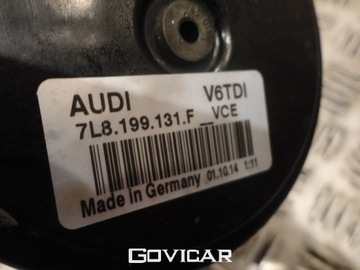 AUDI V6TDI
7L8.199.131.F _VCE
Made in Germany 01.10.14 1:11
GOVICAR